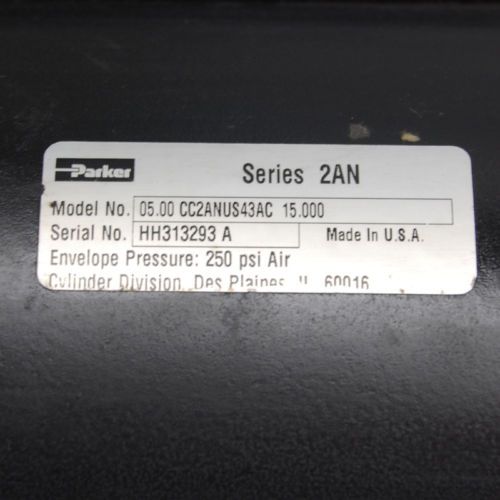 Parker Series 2AN
Model No. 05.00 CC2ANUS43AC 15.000
Serial No. HH313293 A Made In U.S.A.
Envelope Pressure: 250 psi Air
Cylinder Division, Des Plaines, IL 60016